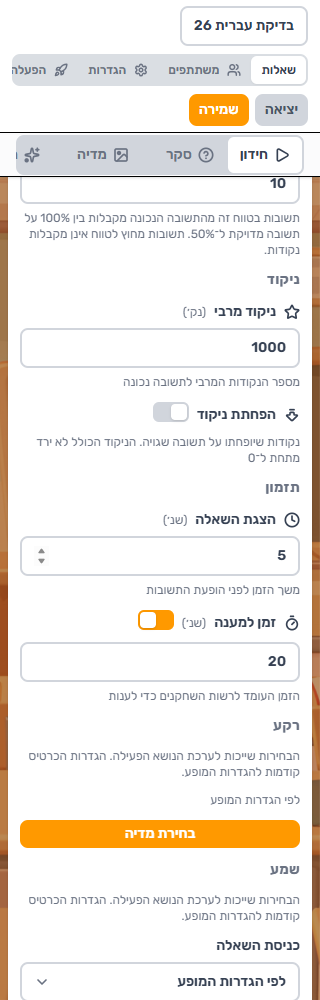 בדיקת עברית 26
שאלות
משתתפים
הגדרות
הפעלה
יציאה
שמירה
חידון
סקר
מדיה
10
תשובות בטווח זה מהתשובה הנכונה מקבלות בין 100% על
תשובה מדויקת ל־50%. תשובות מחוץ לטווח אינן מקבלות
נקודות.
ניקוד
ניקוד מרבי (נק׳)
1000
מספר הנקודות המרבי לתשובה נכונה
הפחתת ניקוד
נקודות שיופחתו על תשובה שגויה. הניקוד הכולל לא ירד
מתחת ל־0
תזמון
הצגת השאלה (שנ׳)
5
משך הזמן לפני הופעת התשובות
זמן למענה (שנ׳)
20
הזמן העומד לרשות השחקנים כדי לענות
רקע
הבחירות שייכות לערכת הנושא הפעילה. הגדרות הכרטיס
קודמות להגדרות המופע.
לפי הגדרות המופע
בחירת מדיה
שמע
הבחירות שייכות לערכת הנושא הפעילה. הגדרות הכרטיס
קודמות להגדרות המופע.
כניסת השאלה
לפי הגדרות המופע